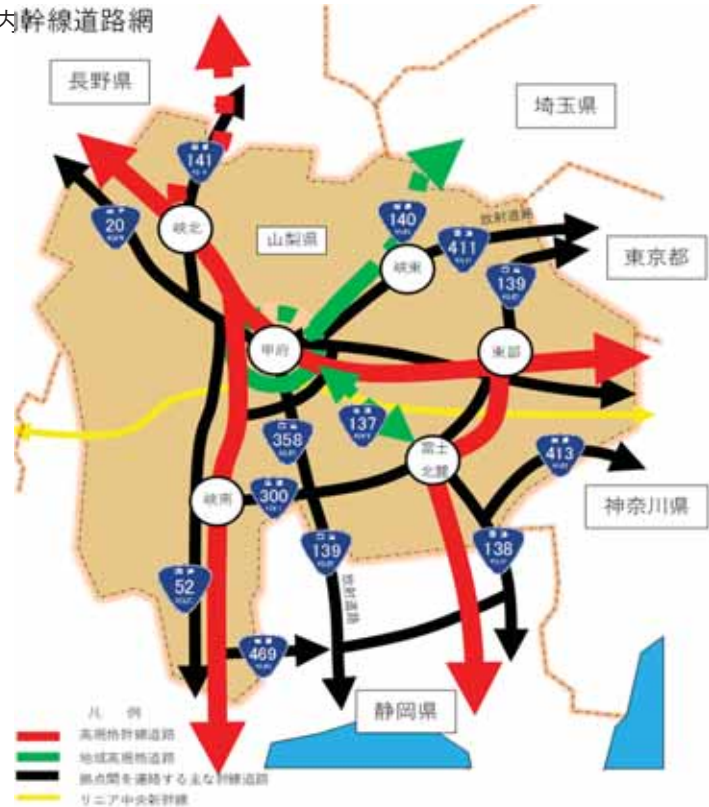 内幹線道路網
長野県
埼玉県
141
20
峡北
山梨県
140
放射道路
411
峡東
139
東京都
甲府
東部
137
358
富士
北麓
413
300
峡南
神奈川県
139
138
52
放射道路
469
静岡県
凡 例
高規格幹線道路
地域高規格道路
拠点間を連絡する主な幹線道路
リニア中央新幹線